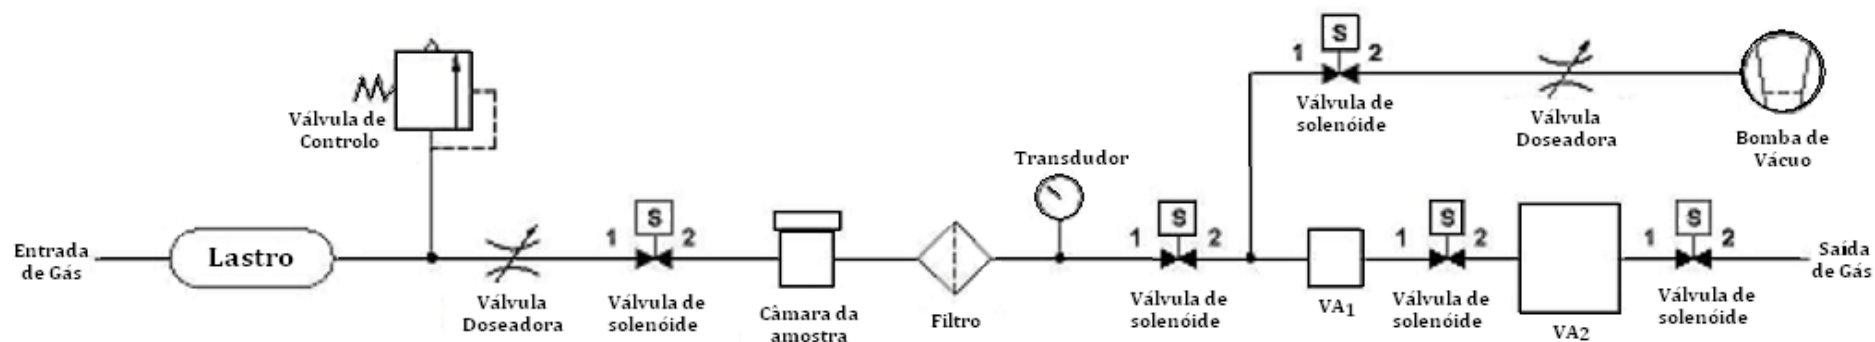 S
1 2
Válvula de
solenóide
Válvula
Doseadora
Bomba de
Vácuo
Válvula de
Controlo
Transdudor
Entrada
de Gás
Lastro
Válvula
Doseadora
S
1 2
Válvula de
solenóide
Câmara da
amostra
Filtro
S
1 2
Válvula de
solenóide
VA1
S
1 2
Válvula de
solenóide
VA2
S
1 2
Válvula de
solenóide
Saída
de Gás